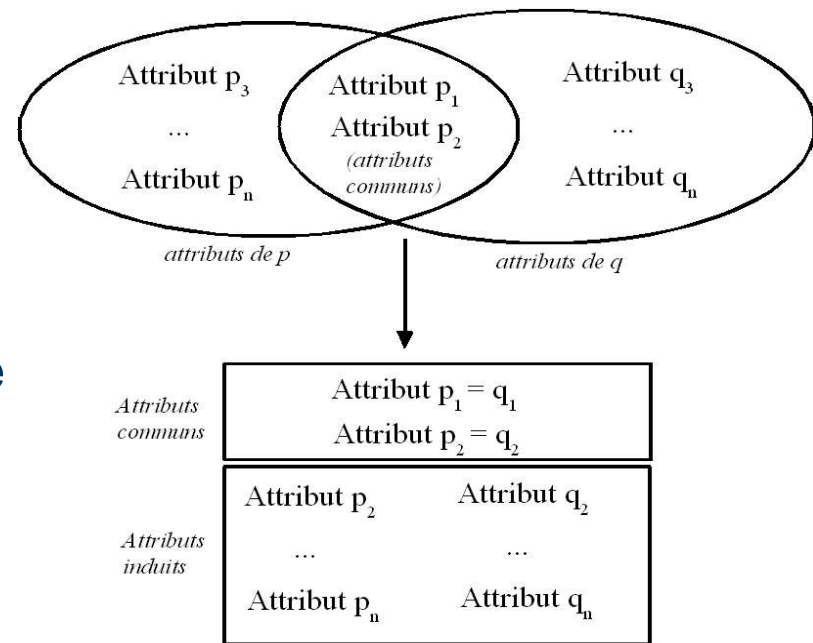 Attribut p₃
...
Attribut pₙ
Attribut p₁
Attribut p₂
(attributs
communs)
Attribut q₃
...
Attribut qₙ
attributs de p
attributs de q
e
Attributs
communs
Attribut p₁ = q₁
Attribut p₂ = q₂
Attributs
induits
Attribut p₂ Attribut q₂
... ...
Attribut pₙ Attribut qₙ